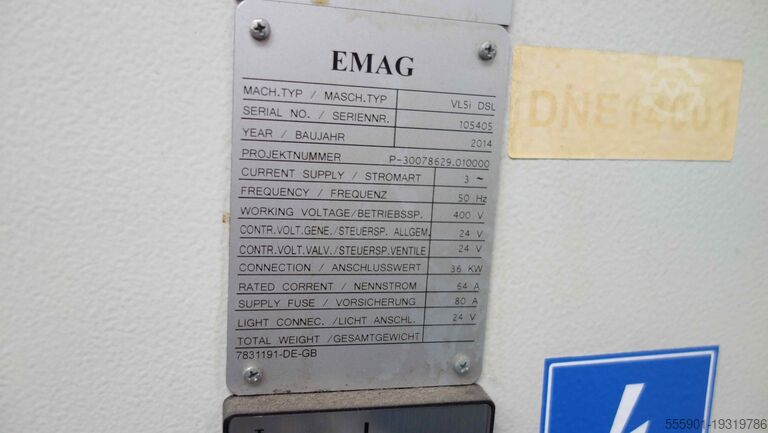 EMAG
MACH.TYP / MASCH.TYP VL5i DSL
SERIAL NO. / SERIENNR. 105405
YEAR / BAUJAHR 2014
PROJEKTNUMMER P-30078629.010000
CURRENT SUPPLY / STROMART 3 ~
FREQUENCY / FREQUENZ 50 Hz
WORKING VOLTAGE/BETRIEBSSP. 400 V
CONTR.VOLT.GENE./STEUERSP. ALLGEM. 24 V
CONTR.VOLT.VALV./STEUERSP.VENTILE 24 V
CONNECTION / ANSCHLUSSWERT 36 KW
RATED CORRENT / NENNSTROM 64 A
SUPPLY FUSE / VORSICHERUNG 80 A
LIGHT CONNEC. /LICHT ANSCHL. 24 V
TOTAL WEIGHT /GESAMTGEWICHT
7831191-DE-GB
DNE14001
555901-19319786